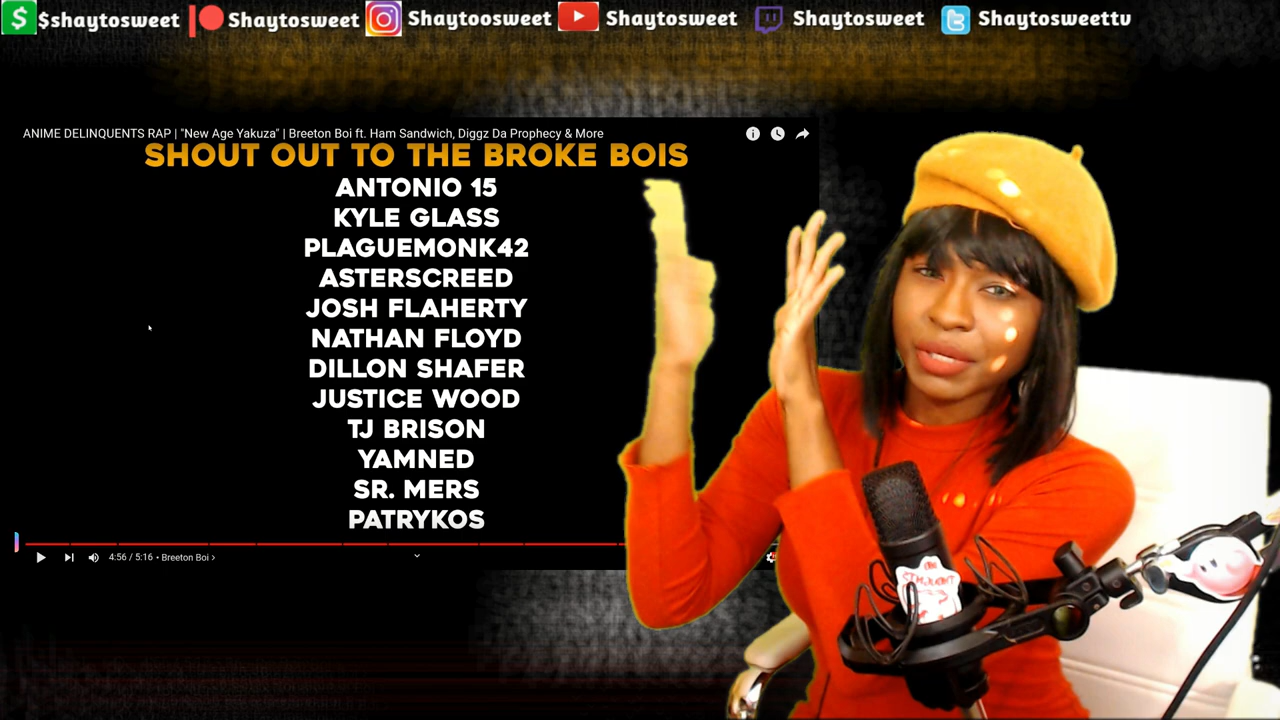 $shaytosweet Shaytosweet Shaytoosweet Shaytosweet Shaytosweet Shaytosweettv
ANIME DELINQUENTS RAP | "New Age Yakuza" | Breeton Boi ft. Ham Sandwich, Diggz Da Prophecy & More
SHOUT OUT TO THE BROKE BOIS
ANTONIO 15
KYLE GLASS
PLAGUEMONK42
ASTERSCREED
JOSH FLAHERTY
NATHAN FLOYD
DILLON SHAFER
JUSTICE WOOD
TJ BRISON
YAMNED
SR. MERS
PATRYKOS
4:56 / 5:16 • Breeton Boi ›